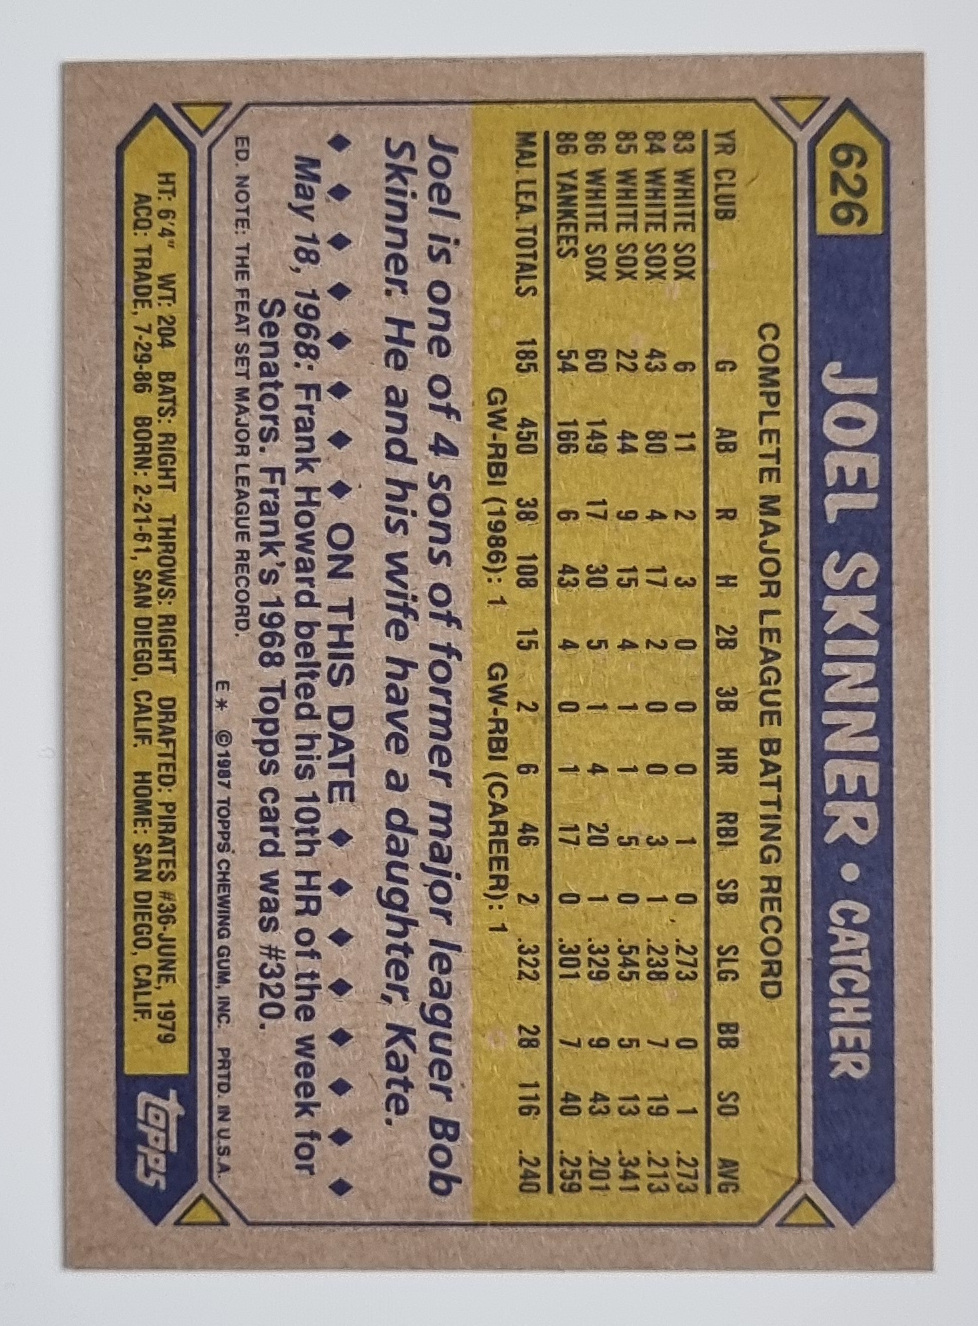 626 JOEL SKINNER • CATCHER
COMPLETE MAJOR LEAGUE BATTING RECORD
YR CLUB G AB R H 2B 3B HR RBI SB SLG BB SO AVG
83 WHITE SOX 6 11 2 3 0 0 0 1 0 .273 0 1 .273
84 WHITE SOX 43 80 4 17 2 0 0 3 1 .238 7 19 .213
85 WHITE SOX 22 44 9 15 4 1 1 5 0 .545 5 13 .341
86 WHITE SOX 60 149 17 30 5 1 4 20 1 .329 9 43 .201
86 YANKEES 54 166 6 43 4 0 1 17 0 .301 7 40 .259
MAJ. LEA. TOTALS 185 450 38 108 15 2 6 46 2 .322 28 116 .240
GW-RBI (1986): 1 GW-RBI (CAREER): 1
Joel is one of 4 sons of former major leaguer Bob
Skinner. He and his wife have a daughter, Kate.
◆ ◆ ◆ ◆ ◆ ◆ ◆ ◆ ON THIS DATE ◆ ◆ ◆ ◆ ◆ ◆ ◆ ◆
May 18, 1968: Frank Howard belted his 10th HR of the week for
Senators. Frank's 1968 Topps card was #320.
ED. NOTE: THE FEAT SET MAJOR LEAGUE RECORD.
E* ©1987 TOPPS CHEWING GUM, INC. PRTD. IN U.S.A.
HT: 6'4" WT: 204 BATS: RIGHT THROWS: RIGHT DRAFTED: PIRATES #36-JUNE, 1979
ACQ: TRADE, 7-29-86 BORN: 2-21-61, SAN DIEGO, CALIF. HOME: SAN DIEGO, CALIF.
topps